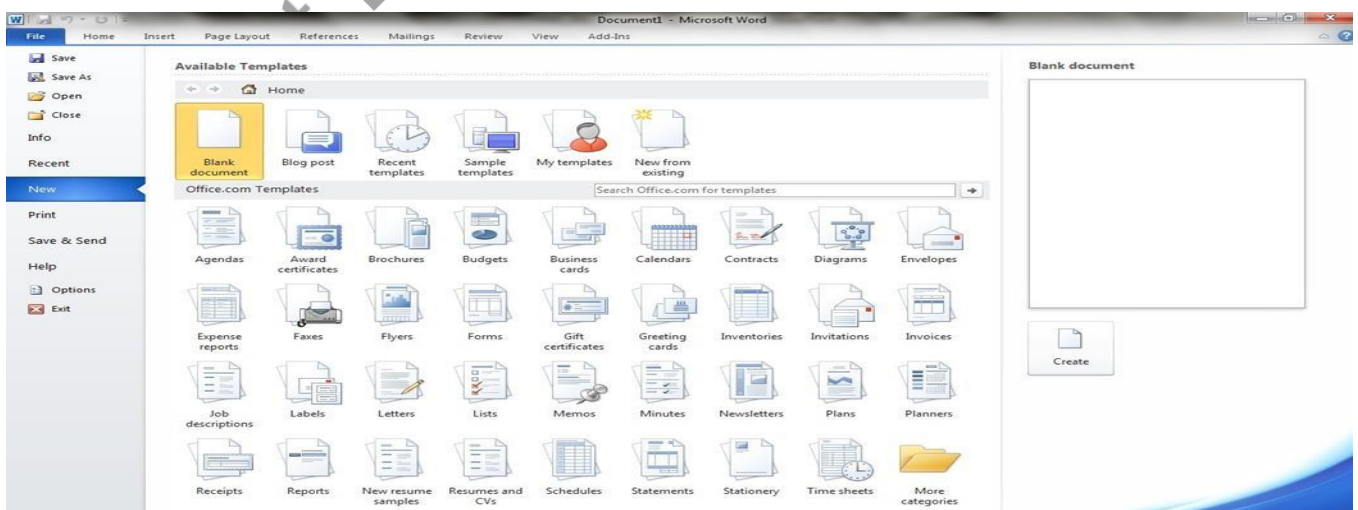 Document1 - Microsoft Word
File Home Insert Page Layout References Mailings Review View Add-Ins
Save
Save As
Open
Close
Info
Recent
New
Print
Save & Send
Help
Options
Exit
Available Templates
Home
Blank document
Blog post
Recent templates
Sample templates
My templates
New from existing
Office.com Templates
Search Office.com for templates
Agendas
Award certificates
Brochures
Budgets
Business cards
Calendars
Contracts
Diagrams
Envelopes
Expense reports
Faxes
Flyers
Forms
Gift certificates
Greeting cards
Inventories
Invitations
Invoices
Job descriptions
Labels
Letters
Lists
Memos
Minutes
Newsletters
Plans
Planners
Receipts
Reports
New resume samples
Resumes and CVs
Schedules
Statements
Stationery
Time sheets
More categories
Blank document
Create